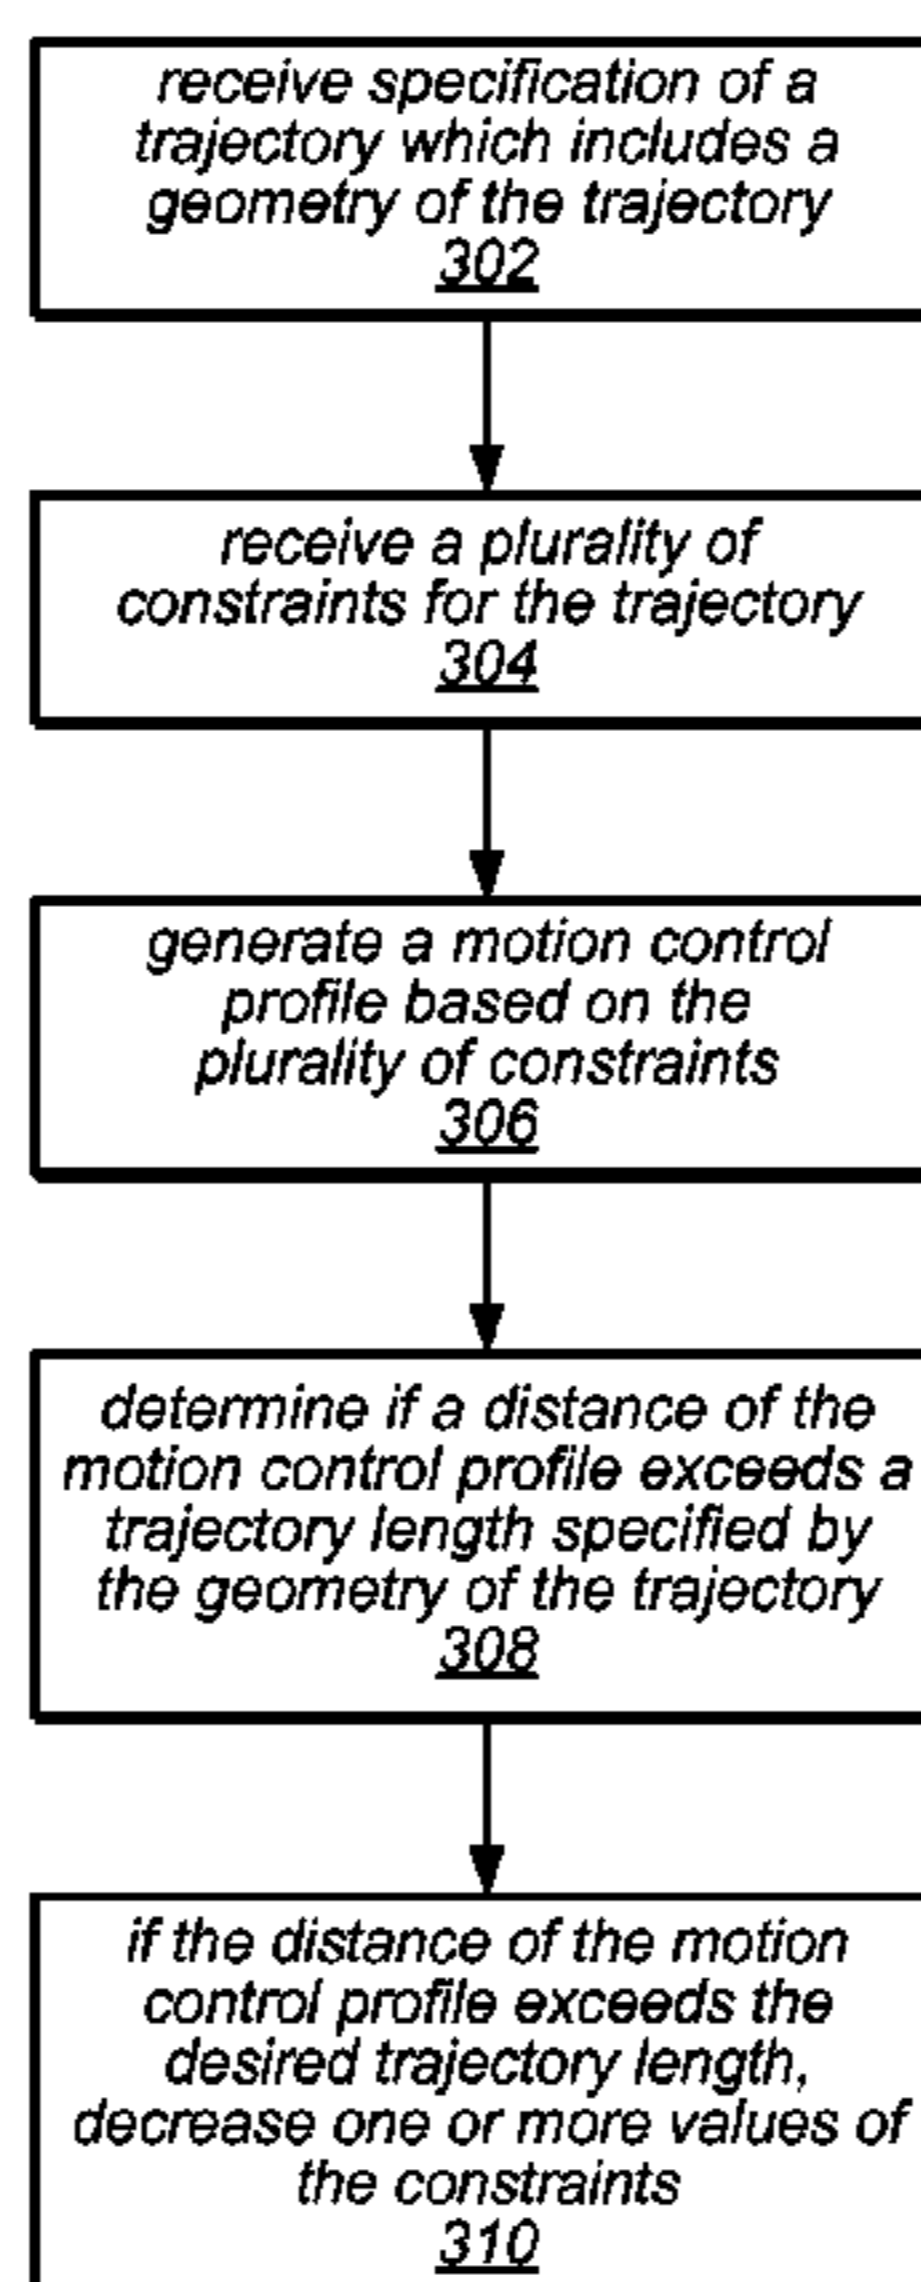 receive specification of a
trajectory which includes a
geometry of the trajectory
302
receive a plurality of
constraints for the trajectory
304
generate a motion control
profile based on the
plurality of constraints
306
determine if a distance of the
motion control profile exceeds a
trajectory length specified by
the geometry of the trajectory
308
if the distance of the motion
control profile exceeds the
desired trajectory length,
decrease one or more values of
the constraints
310